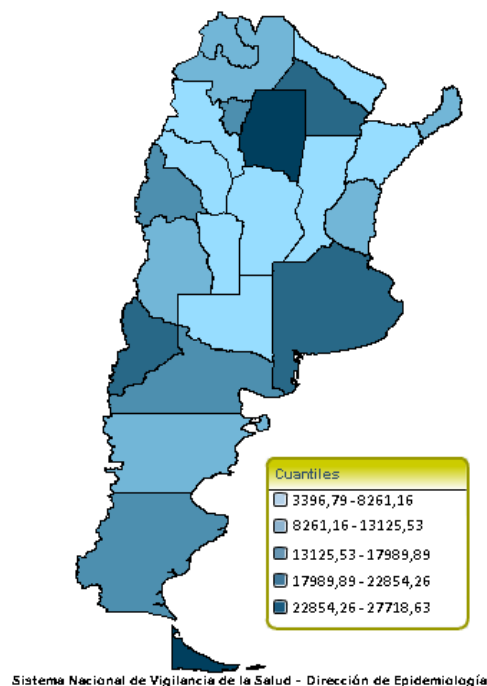 Cuantiles
3396,79 - 8261,16
8261,16 - 13125,53
13125,53 - 17989,89
17989,89 - 22854,26
22854,26 - 27718,63
Sistema Nacional de Vigilancia de la Salud - Dirección de Epidemiología